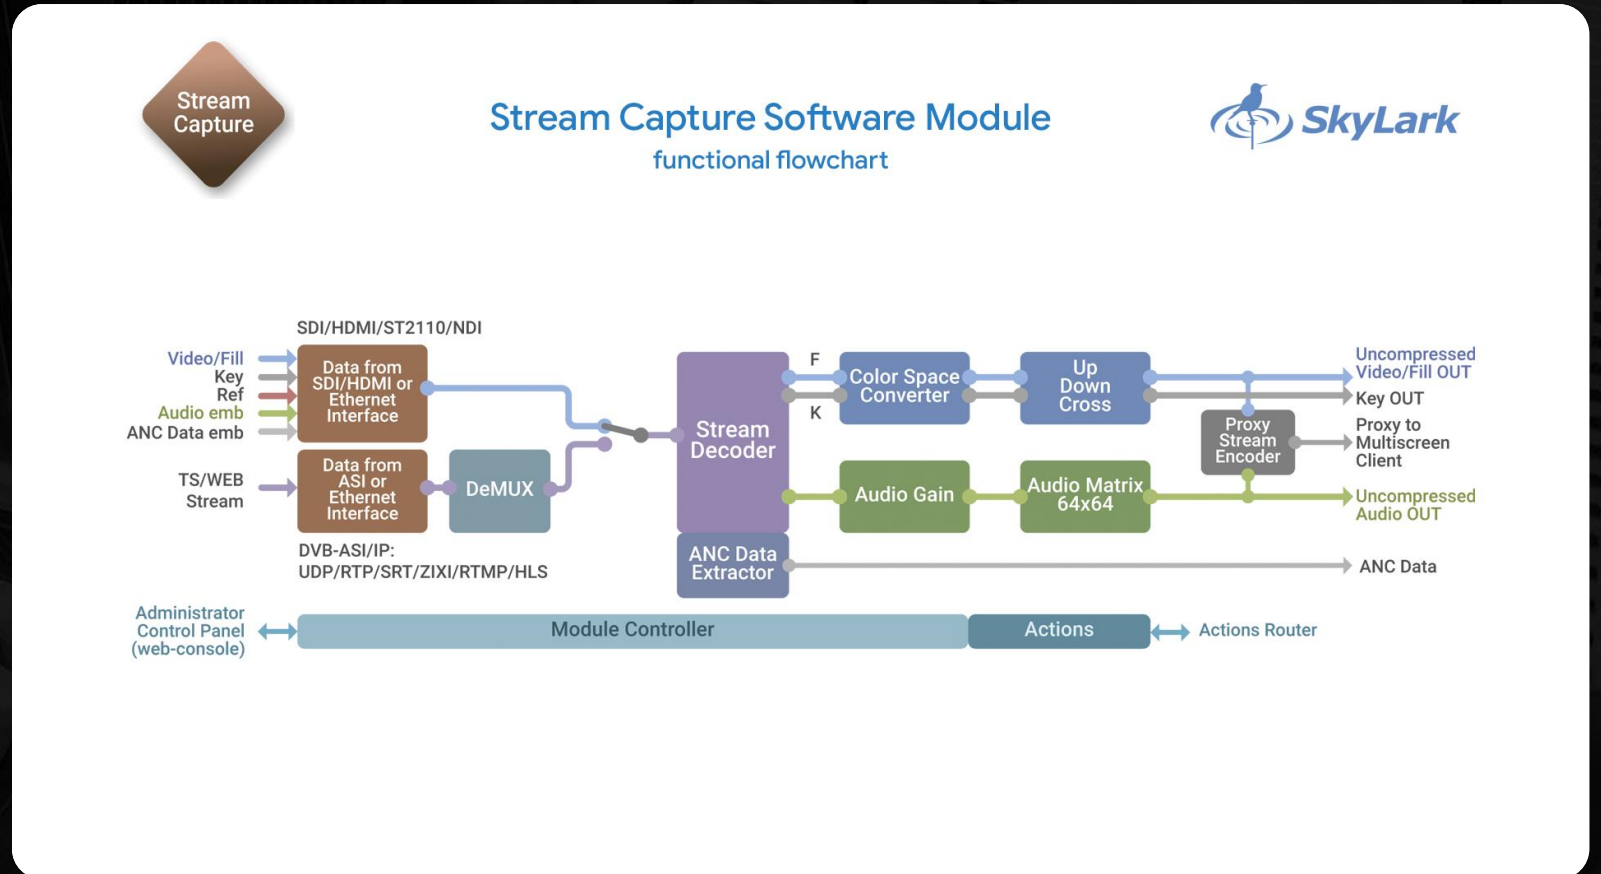 Stream
Capture
Stream Capture Software Module
functional flowchart
SkyLark
SDI/HDMI/ST2110/NDI
Video/Fill
Key
Ref
Audio emb
ANC Data emb
Data from
SDI/HDMI or
Ethernet
Interface
TS/WEB
Stream
Data from
ASI or
Ethernet
Interface
DeMUX
DVB-ASI/IP:
UDP/RTP/SRT/ZIXI/RTMP/HLS
Stream
Decoder
ANC Data
Extractor
F
K
Color Space
Converter
Up
Down
Cross
Audio Gain
Audio Matrix
64x64
Proxy
Stream
Encoder
Uncompressed
Video/Fill OUT
Key OUT
Proxy to
Multiscreen
Client
Uncompressed
Audio OUT
ANC Data
Administrator
Control Panel
(web-console)
Module Controller
Actions
Actions Router